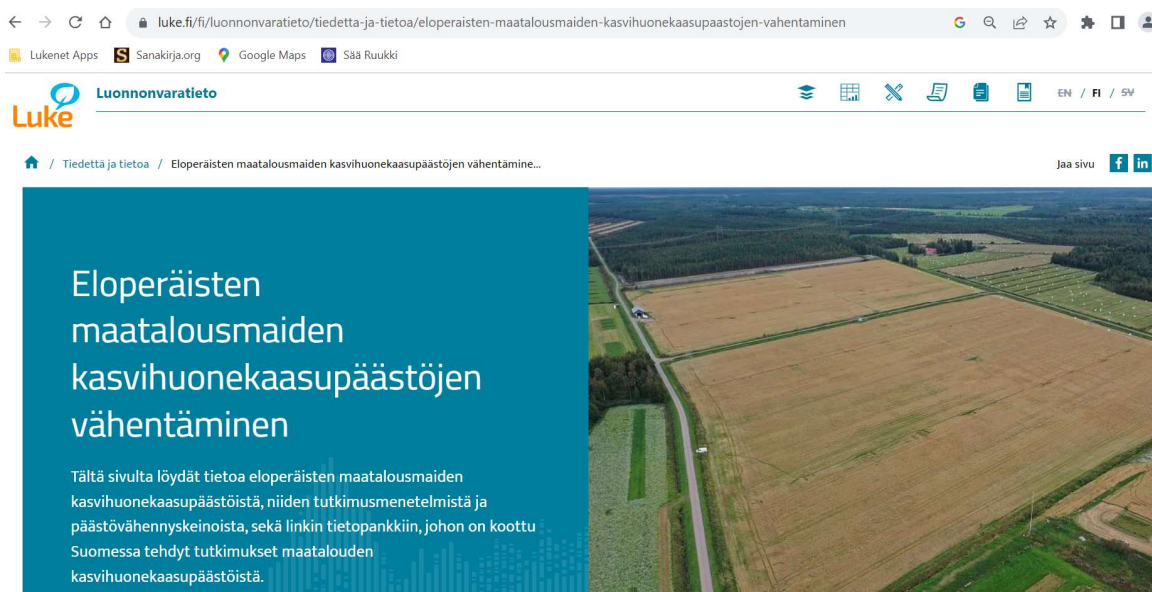 luke.fi/fi/luonnonvaratieto/tiedetta-ja-tietoa/eloperaisten-maatalousmaiden-kasvihuonekaasupaastojen-vahentaminen
Lukenet Apps Sanakirja.org Google Maps Sää Ruukki
Luke
Luonnonvaratieto
EN / FI / SV
/ Tiedettä ja tietoa / Eloperäisten maatalousmaiden kasvihuonekaasupäästöjen vähentämine...
Jaa sivu f in
Eloperäisten
maatalousmaiden
kasvihuonekaasupäästöjen
vähentäminen
Tältä sivulta löydät tietoa eloperäisten maatalousmaiden
kasvihuonekaasupäästöistä, niiden tutkimusmenetelmistä ja
päästövähennyskeinoista, sekä linkin tietopankkiin, johon on koottu
Suomessa tehdyt tutkimukset maatalouden
kasvihuonekaasupäästöistä.